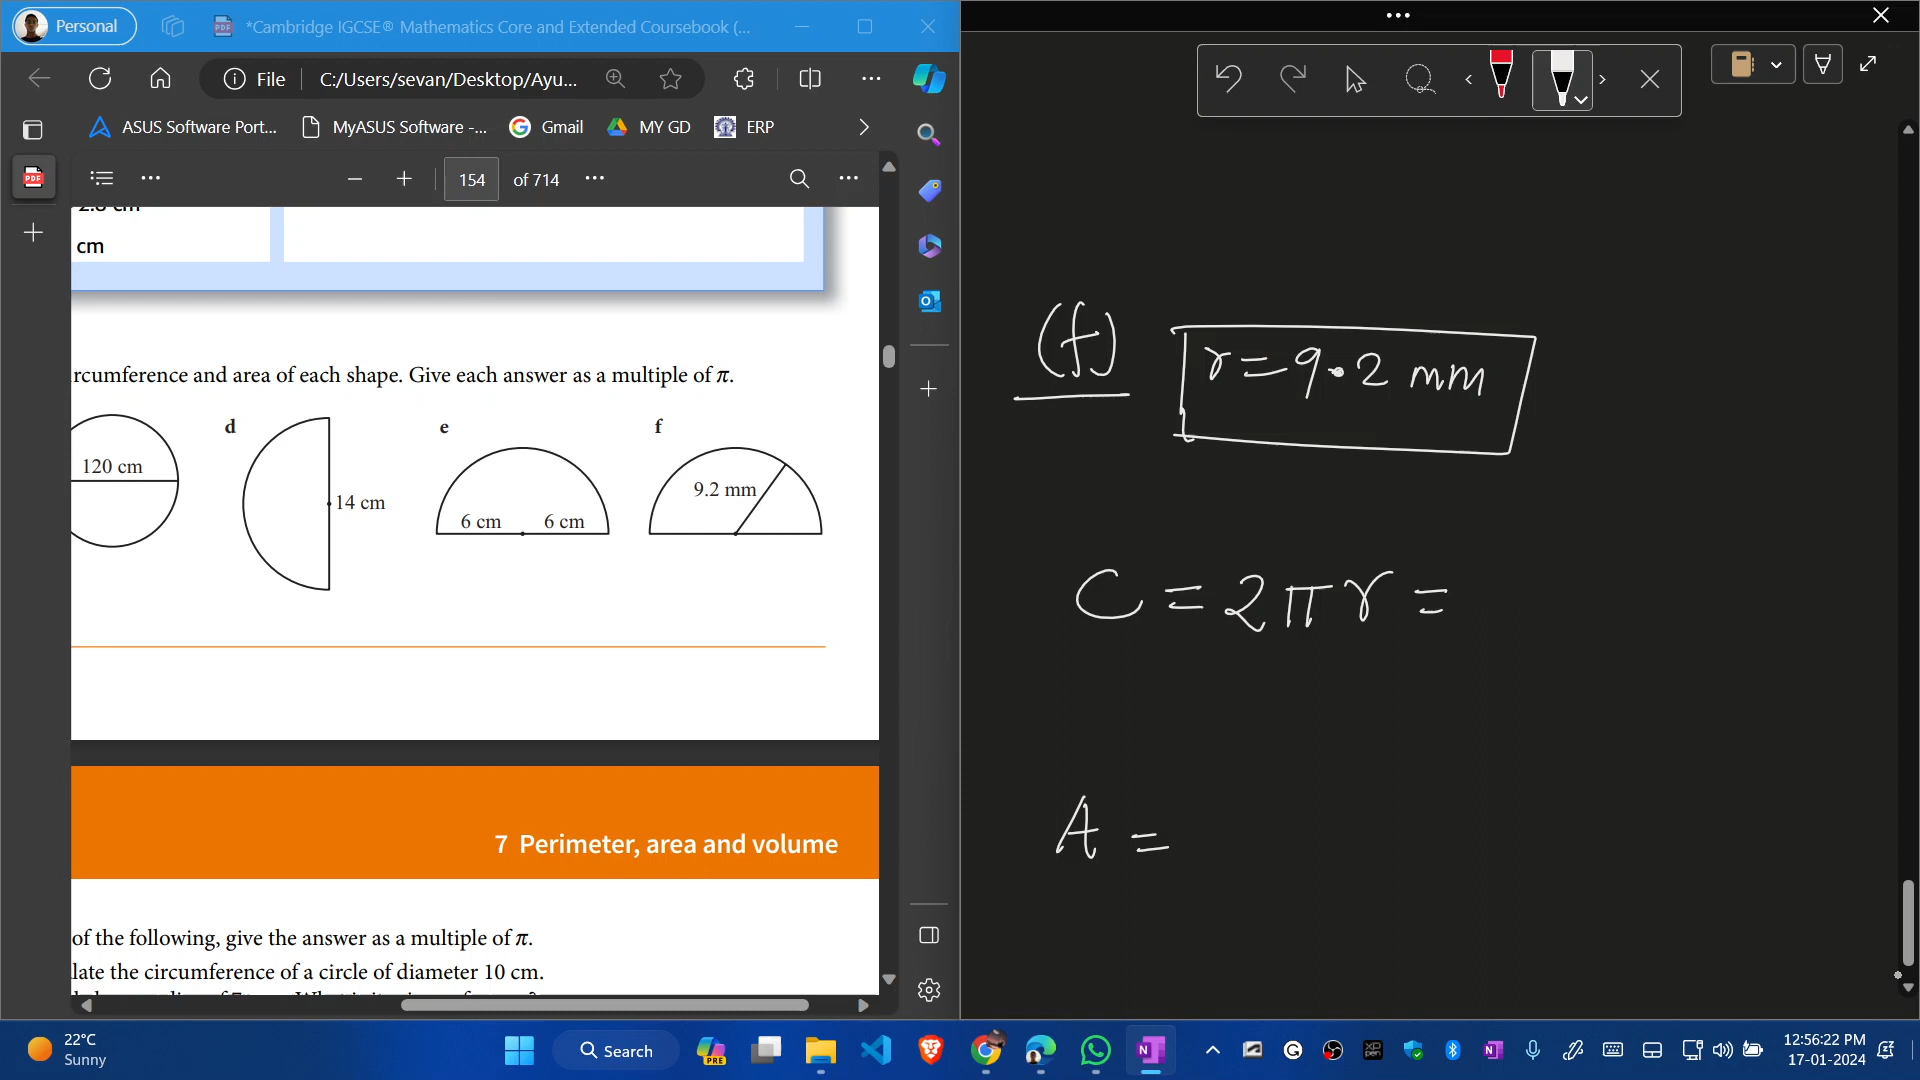 Personal
*Cambridge IGCSE® Mathematics Core and Extended Coursebook (...
File
C:/Users/sevan/Desktop/Ayu...
ASUS Software Port...
MyASUS Software -...
Gmail
MY GD
ERP
154
of 714
2.8 cm
cm
rcumference and area of each shape. Give each answer as a multiple of π.
120 cm
d
14 cm
e
6 cm
6 cm
f
9.2 mm
7 Perimeter, area and volume
of the following, give the answer as a multiple of π.
late the circumference of a circle of diameter 10 cm.
(f)
r = 9.2 mm
C = 2πr =
A =
22°C
Sunny
Search
PRE
12:56:22 PM
17-01-2024